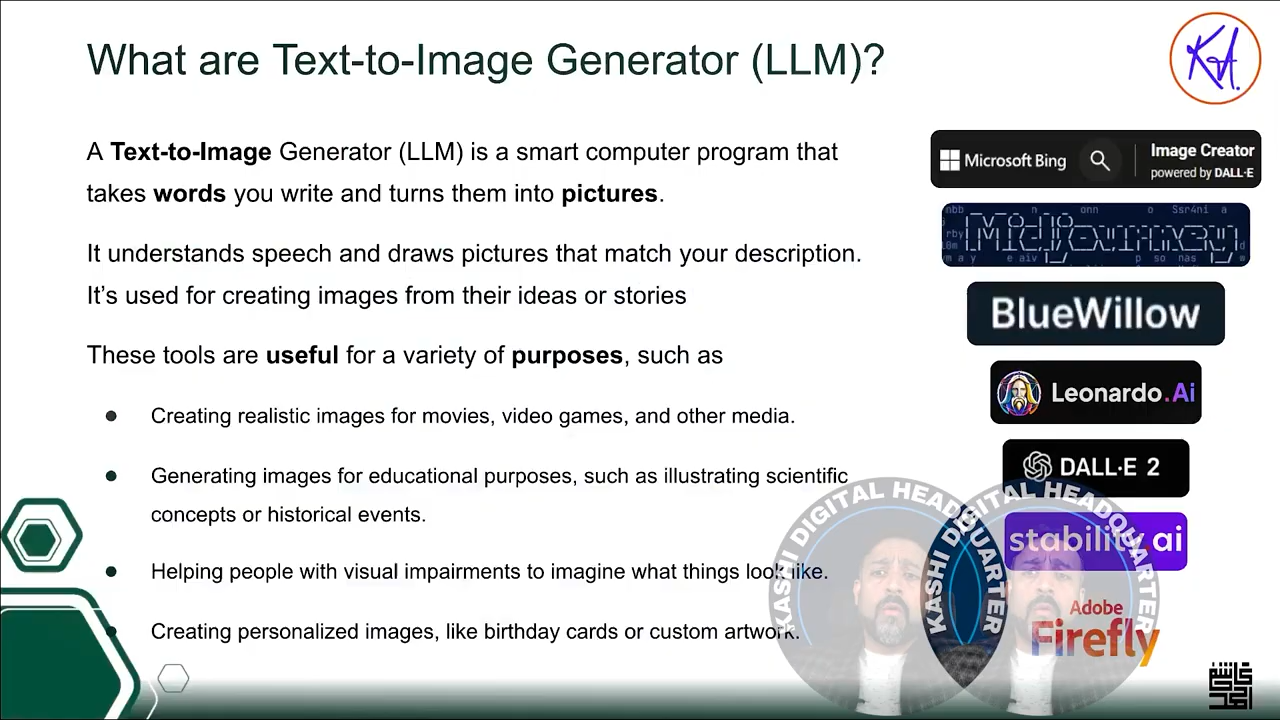 What are Text-to-Image Generator (LLM)?
A Text-to-Image Generator (LLM) is a smart computer program that
takes words you write and turns them into pictures.
It understands speech and draws pictures that match your description.
It’s used for creating images from their ideas or stories
These tools are useful for a variety of purposes, such as
● Creating realistic images for movies, video games, and other media.
● Generating images for educational purposes, such as illustrating scientific
concepts or historical events.
● Helping people with visual impairments to imagine what things look like.
● Creating personalized images, like birthday cards or custom artwork.
KA.
Microsoft Bing
Image Creator
powered by DALL·E
Midjourney
BlueWillow
Leonardo.Ai
DALL·E 2
stability.ai
Adobe
Firefly
KASHI DIGITAL HEADQUARTER
KASHI DIGITAL HEADQUARTER